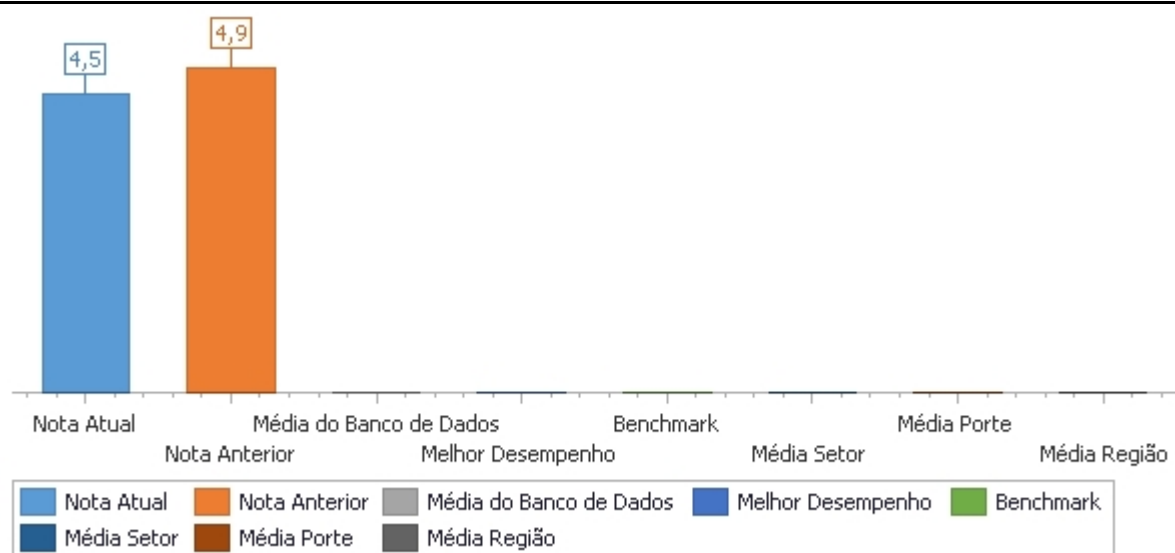 4,9
4,5
Nota Atual Média do Banco de Dados Benchmark Média Porte
Nota Anterior Melhor Desempenho Média Setor Média Região
Nota Atual Nota Anterior Média do Banco de Dados Melhor Desempenho Benchmark
Média Setor Média Porte Média Região